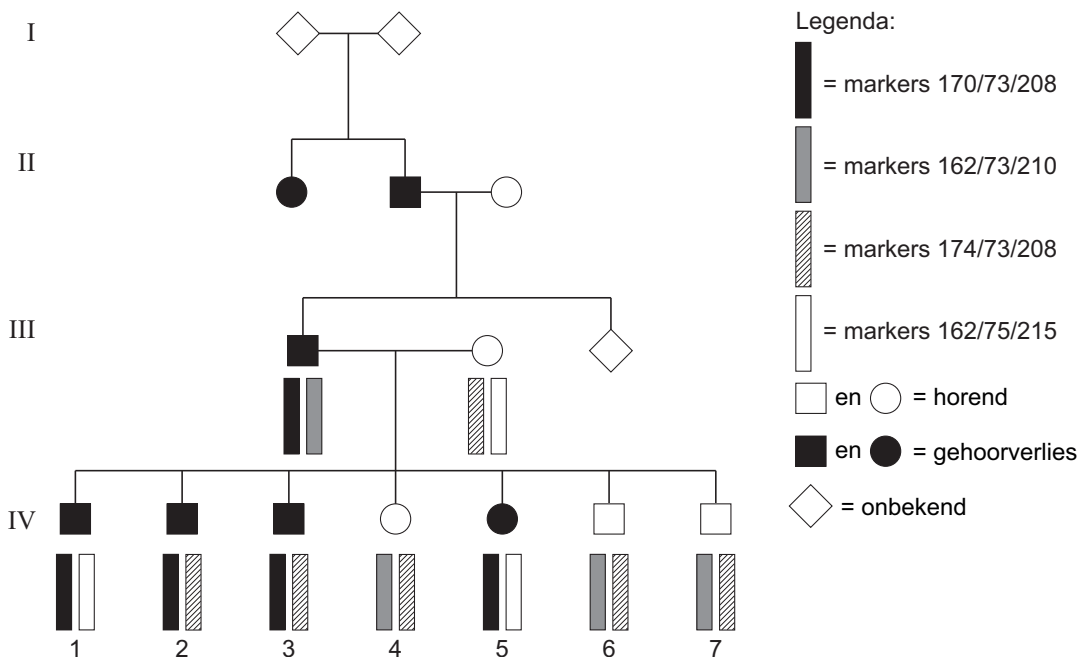 Legenda:
= markers 170/73/208
= markers 162/73/210
= markers 174/73/208
= markers 162/75/215
en = horend
en = gehoorverlies
= onbekend
I
II
III
IV
1 2 3 4 5 6 7